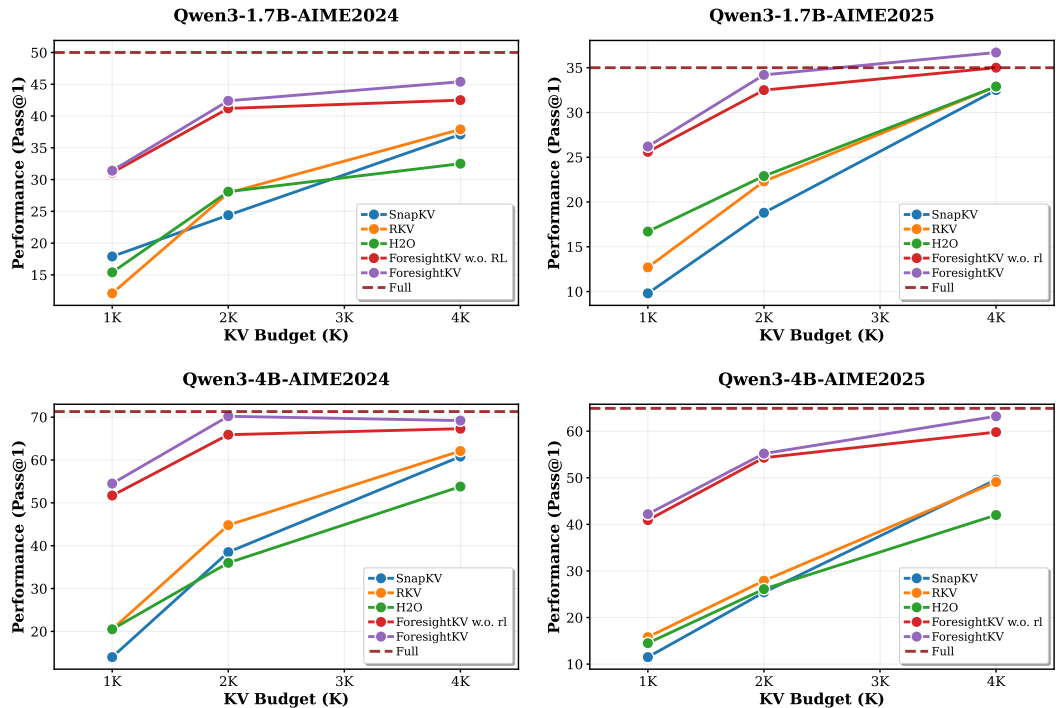 Qwen3-1.7B-AIME2024
Performance (Pass@1)
50
45
40
35
30
25
20
15
SnapKV
RKV
H2O
ForesightKV w.o. RL
ForesightKV
Full
1K 2K 3K 4K
KV Budget (K)
Qwen3-1.7B-AIME2025
Performance (Pass@1)
35
30
25
20
15
10
SnapKV
RKV
H2O
ForesightKV w.o. rl
ForesightKV
Full
1K 2K 3K 4K
KV Budget (K)
Qwen3-4B-AIME2024
Performance (Pass@1)
70
60
50
40
30
20
SnapKV
RKV
H2O
ForesightKV w.o. rl
ForesightKV
Full
1K 2K 3K 4K
KV Budget (K)
Qwen3-4B-AIME2025
Performance (Pass@1)
60
50
40
30
20
10
SnapKV
RKV
H2O
ForesightKV w.o. rl
ForesightKV
Full
1K 2K 3K 4K
KV Budget (K)